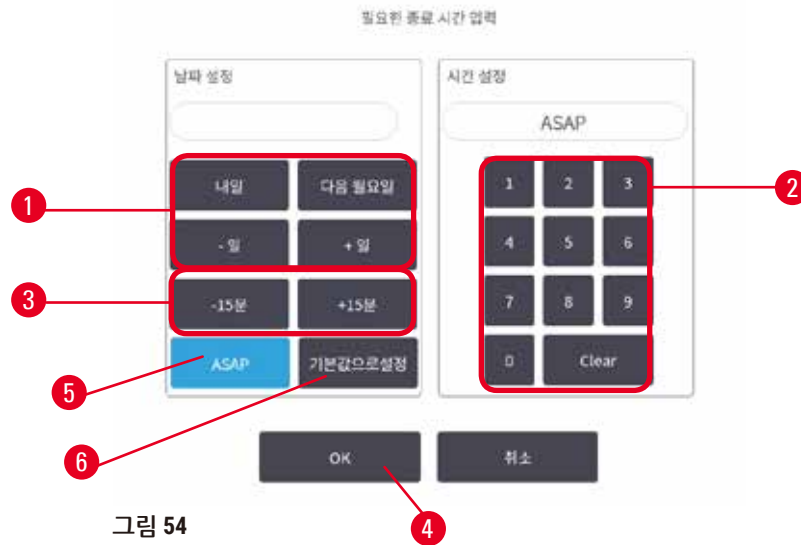 필요한 종료 시간 입력
날짜 설정
시간 설정
ASAP
내일
다음 월요일
- 일
+ 일
-15분
+15분
ASAP
기본값으로설정
1
2
3
4
5
6
7
8
9
0
Clear
OK
취소
1
2
3
5
6
4
그림 54